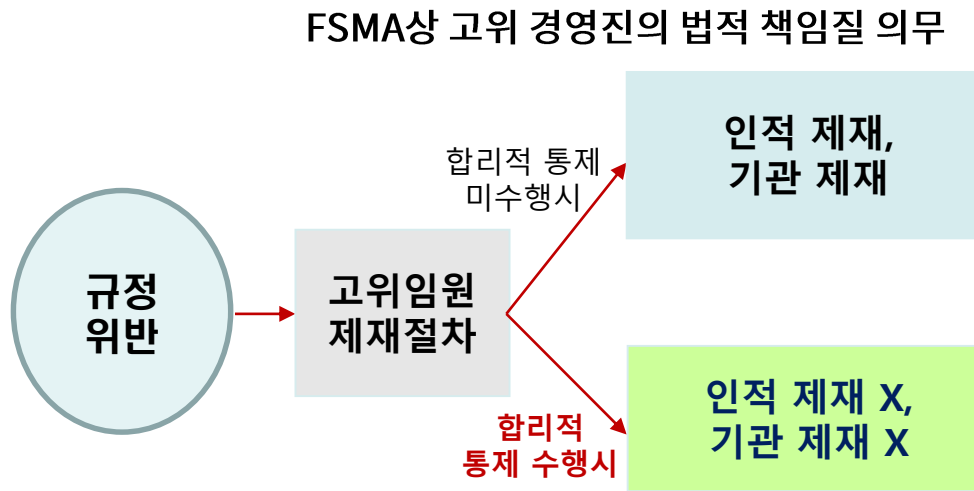 FSMA상 고위 경영진의 법적 책임질 의무
인적 제재,
기관 제재
합리적 통제
미수행시
규정
위반
고위임원
제재절차
인적 제재 X,
기관 제재 X
합리적
통제 수행시